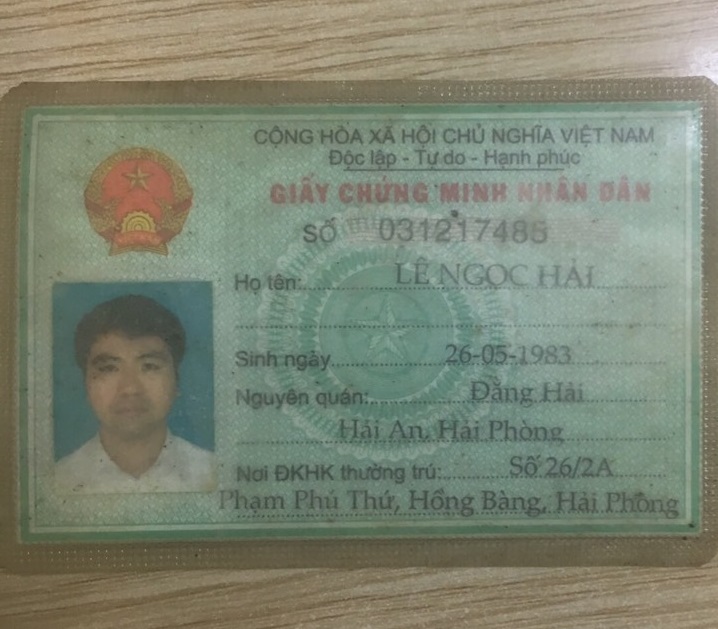 CỘNG HÒA XÃ HỘI CHỦ NGHĨA VIỆT NAM
Độc lập - Tự do - Hạnh phúc
GIẤY CHỨNG MINH NHÂN DÂN
SỐ 031217485
Họ tên: LÊ NGỌC HẢI
Sinh ngày 26-05-1983
Nguyên quán: Đằng Hải
Hải An, Hải Phòng
Nơi ĐKHK thường trú: Số 26/2A
Phạm Phú Thứ, Hồng Bàng, Hải Phòng